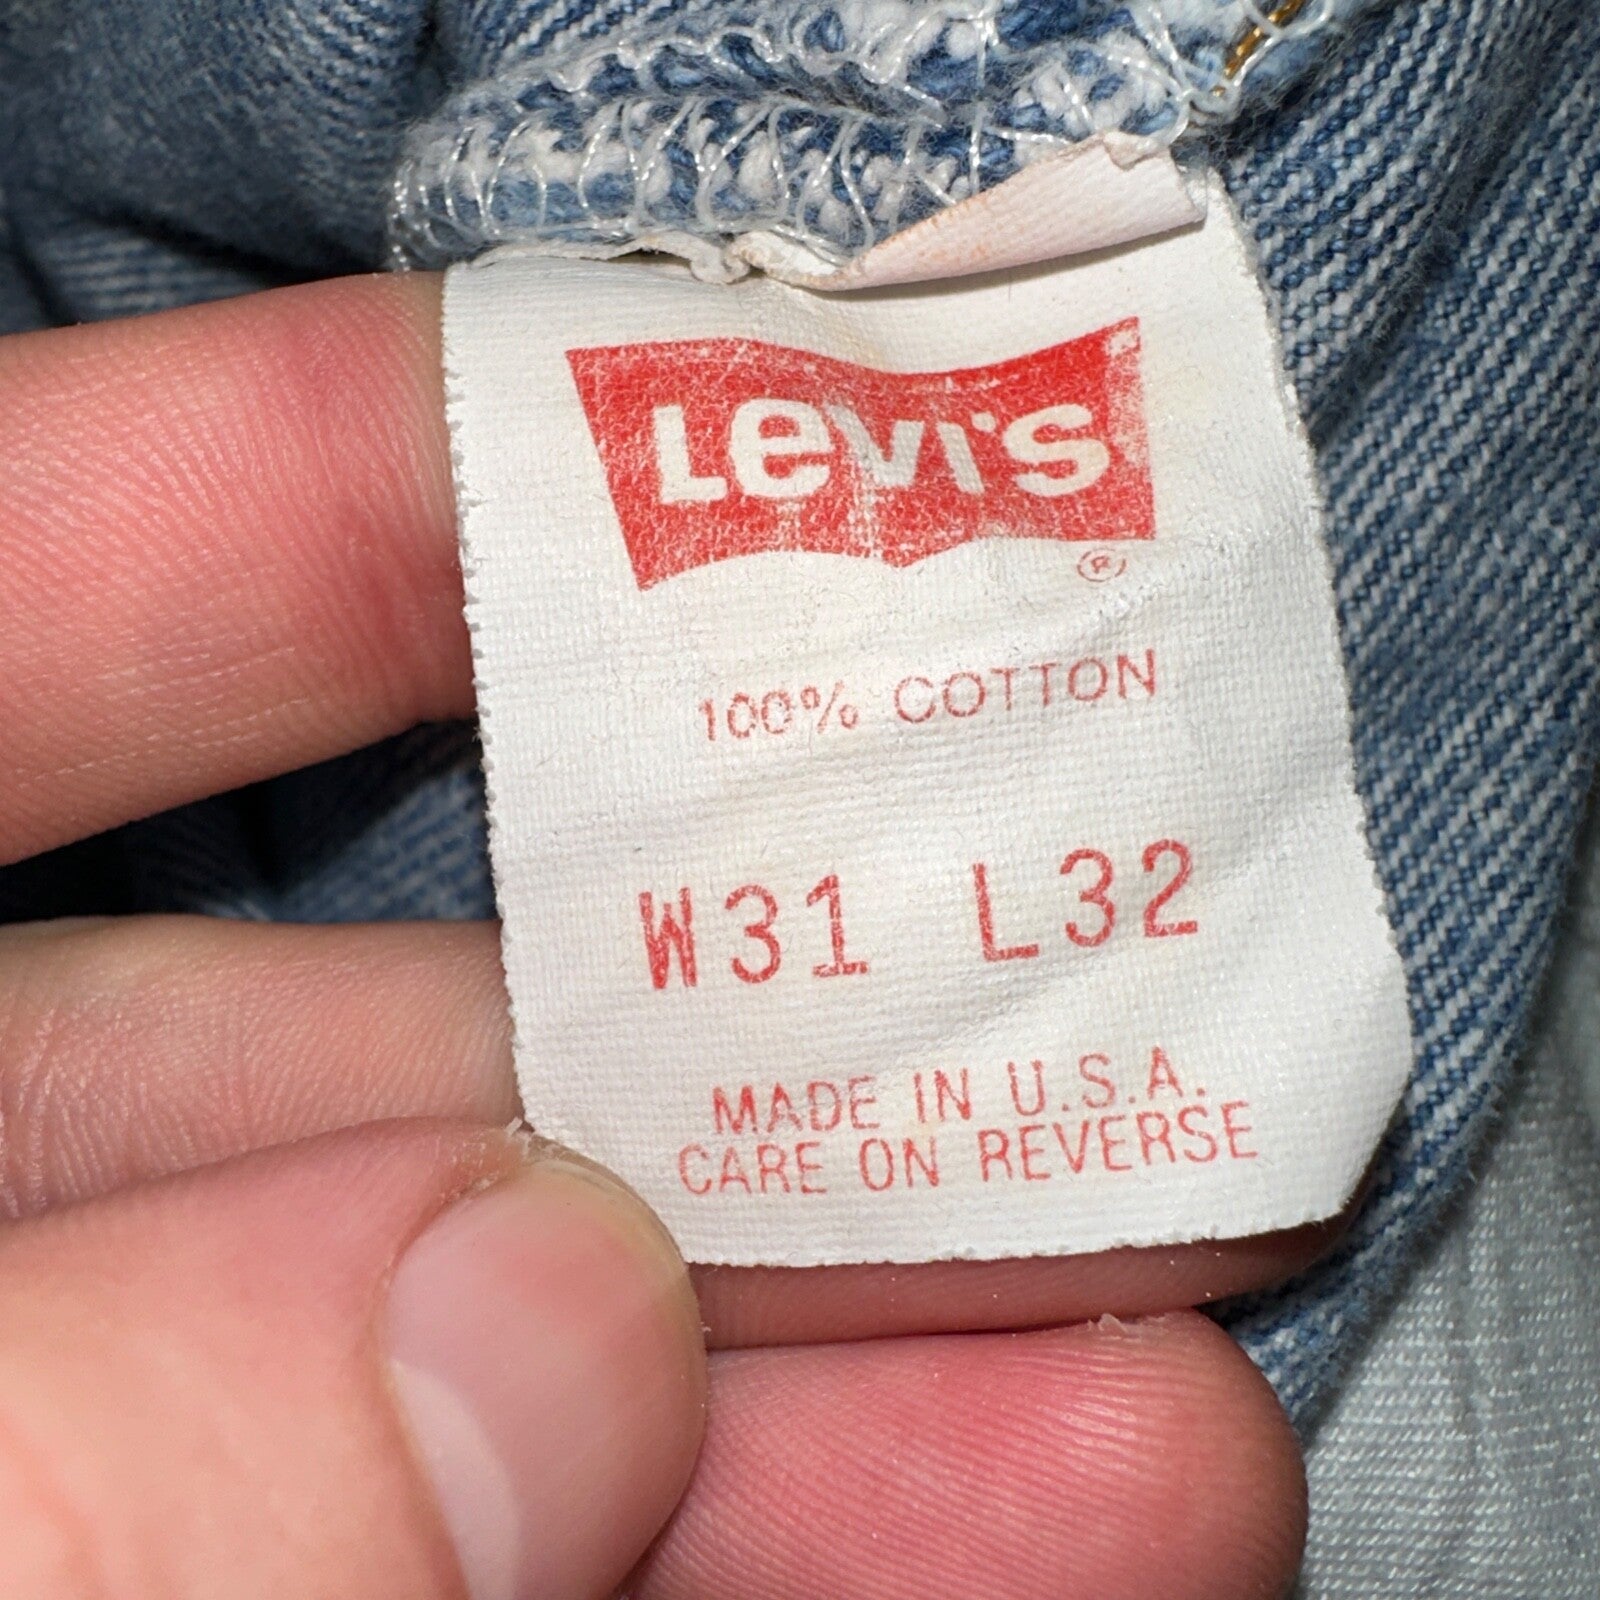 Levi's
®
100% COTTON
W31 L32
MADE IN U.S.A.
CARE ON REVERSE